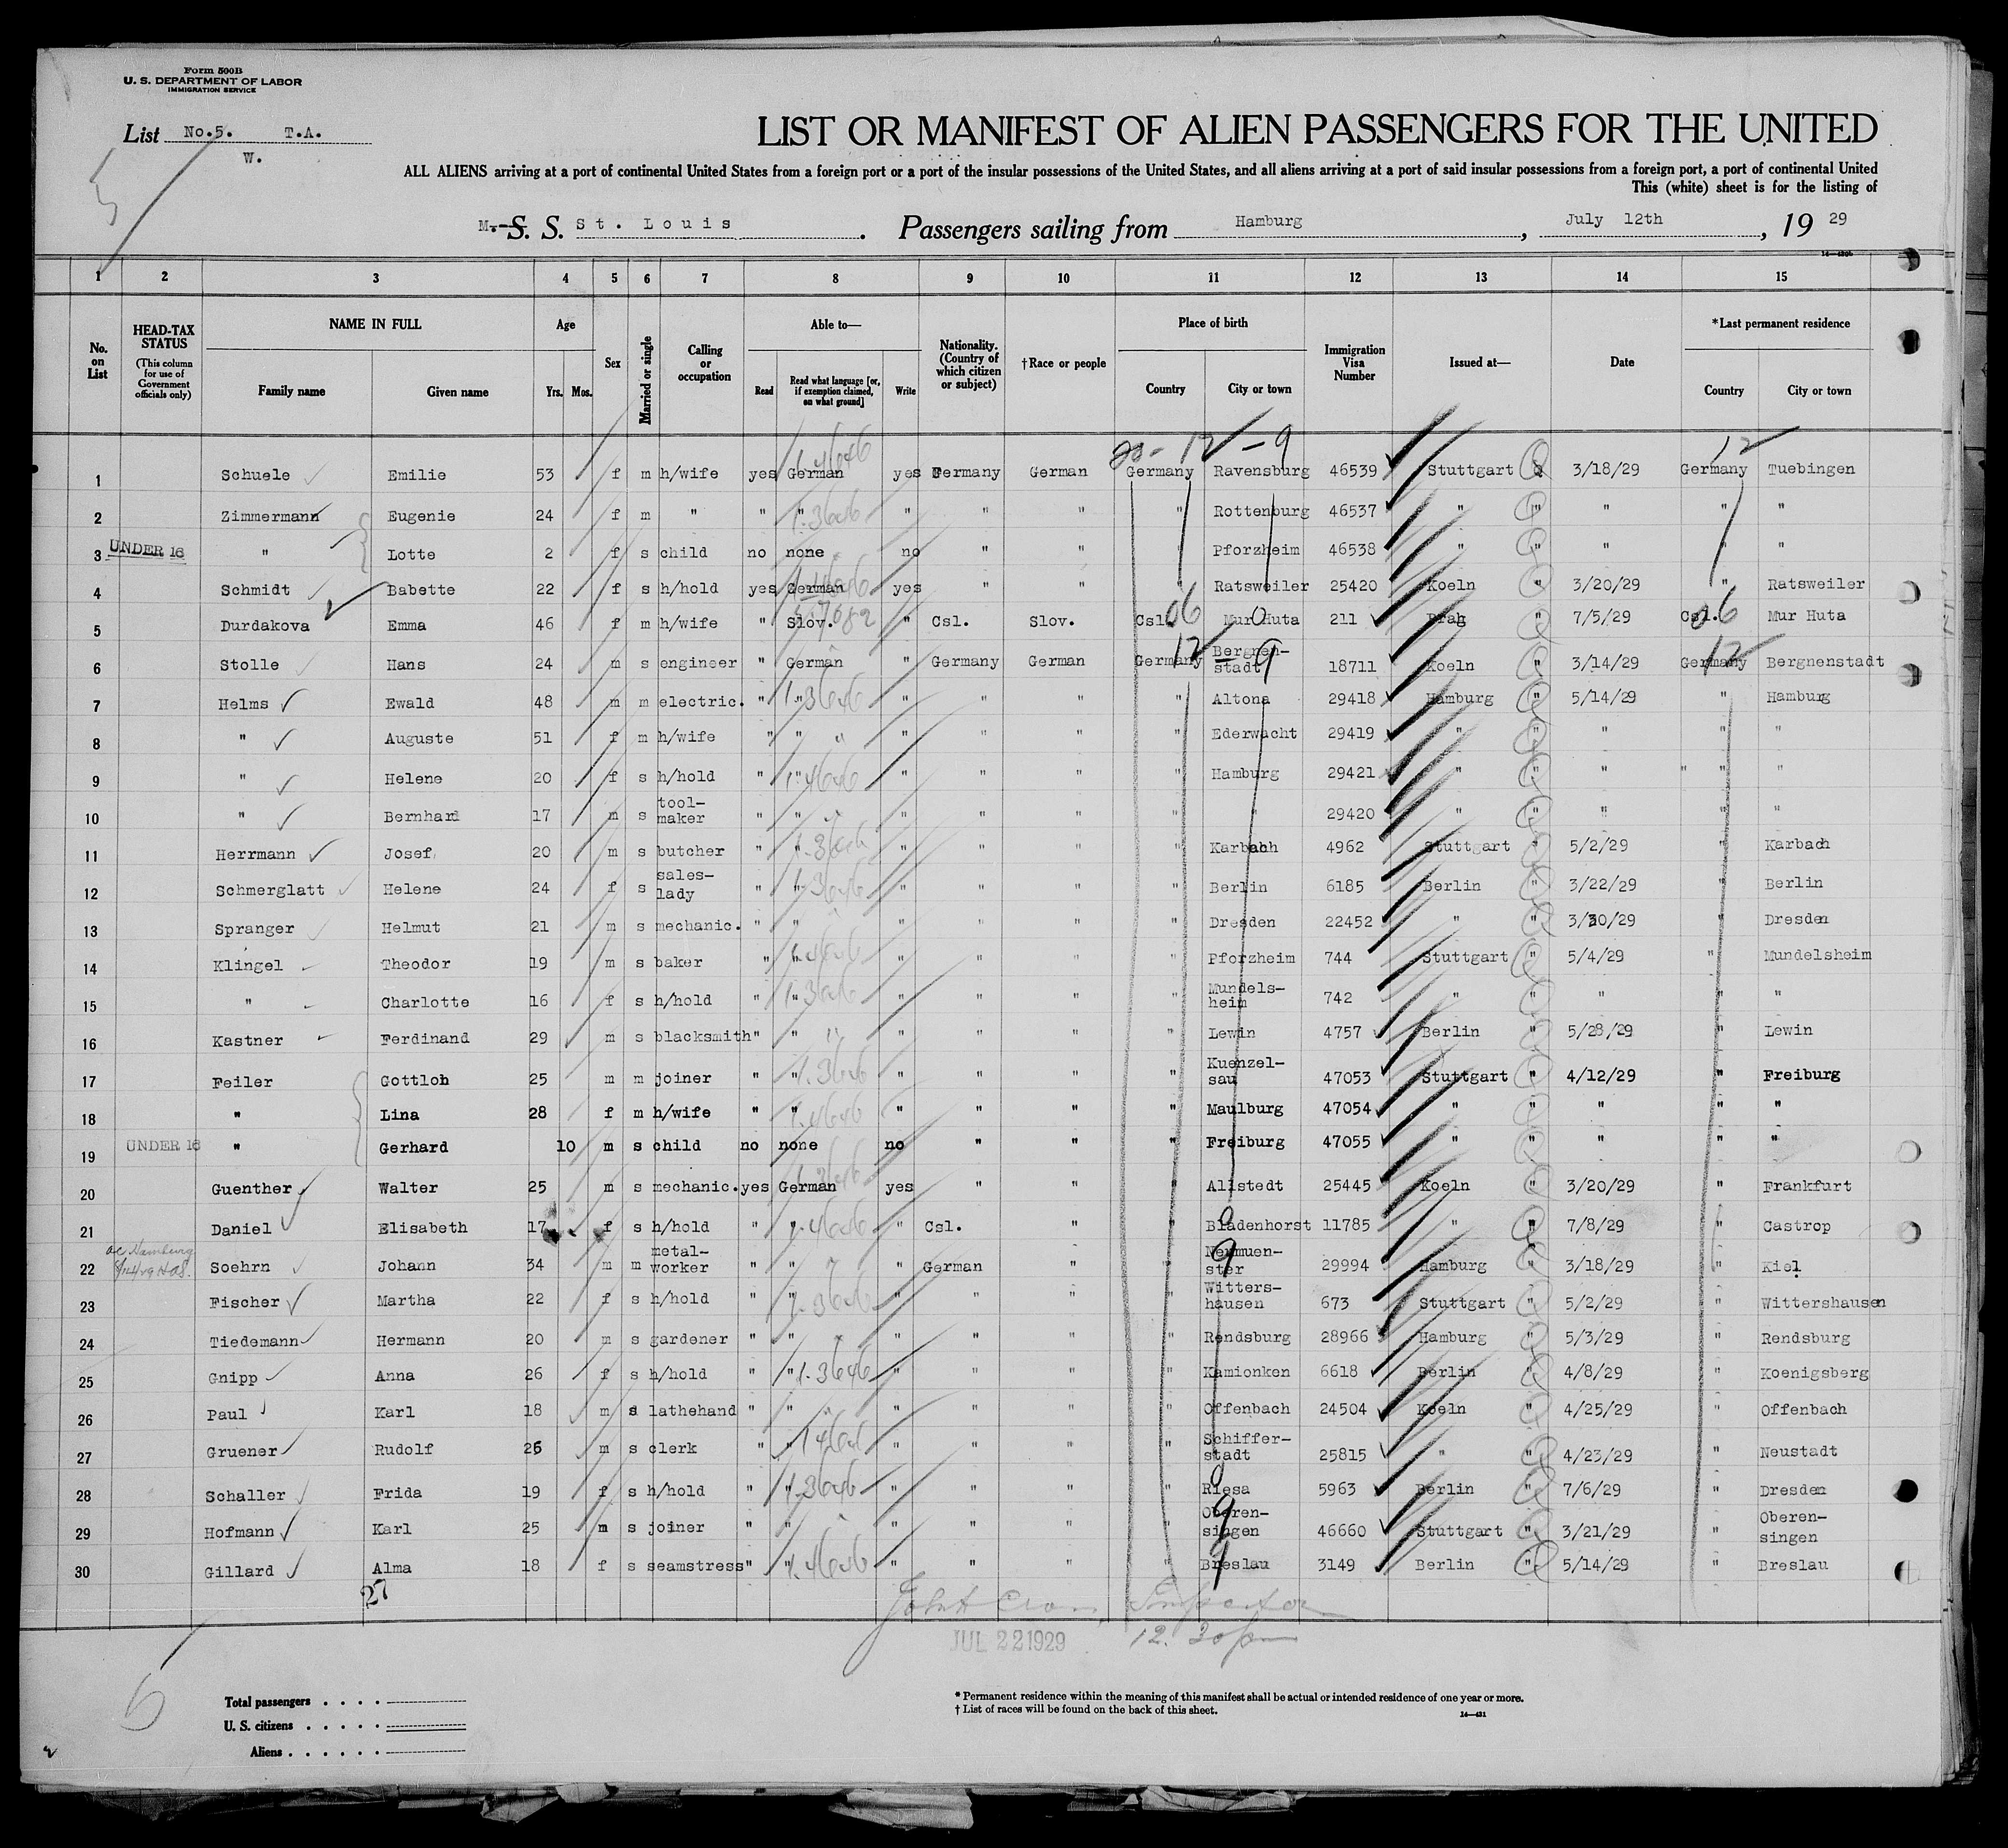 Form 500B
U. S. DEPARTMENT OF LABOR
IMMIGRATION SERVICE
List No.5. T.A.
W.
5
LIST OR MANIFEST OF ALIEN PASSENGERS FOR THE UNITED
ALL ALIENS arriving at a port of continental United States from a foreign port or a port of the insular possessions of the United States, and all aliens arriving at a port of said insular possessions from a foreign port, a port of continental United
This (white) sheet is for the listing of
M. S. S. St. Louis . Passengers sailing from Hamburg , July 12th , 19 29
1 2 3 4 5 6 7 8 9 10 11 12 13 14 15
No. on List
HEAD-TAX STATUS (This column for use of Government officials only)
NAME IN FULL Family name Given name
Age Yrs. Mos.
Sex
Married or single
Calling or occupation
Able to— Read Read what language [or, if exemption claimed, on what ground] Write
Nationality. (Country of which citizen or subject)
†Race or people
Place of birth Country City or town
Immigration Visa Number
Issued at—
Date
*Last permanent residence Country City or town
20 - 12 - 9 12
1 Schuele Emilie 53 f m h/wife yes German yes Germany German Germany Ravensburg 46539 Stuttgart 3/18/29 Germany Tuebingen
2 Zimmermann Eugenie 24 f m " " " " " " " Rottenburg 46537 " " " " "
3 UNDER 16 " Lotte 2 f s child no none no " " " Pforzheim 46538 " " " " "
4 Schmidt Babette 22 f s h/hold yes German yes " " " Ratsweiler 25420 Koeln " 3/20/29 " Ratsweiler
5 Durdakova Emma 46 f m h/wife " Slov. " Csl. Slov. Csl. Mur Huta 211 Prag " 7/5/29 Csl. Mur Huta
6 Stolle Hans 24 m s engineer " German " Germany German Germany Bergnen-stadt 18711 Koeln " 3/14/29 Germany Bergnenstadt
7 Helms Ewald 48 m m electric. " " " " " " Altona 29418 Hamburg " 5/14/29 " Hamburg
8 " Auguste 51 f m h/wife " " " " " " Ederwacht 29419 " " " " "
9 " Helene 20 f s h/hold " " " " " " Hamburg 29421 " " " " " "
10 " Bernhard 17 m s tool-maker " " " " " " " 29420 " " " " "
11 Herrmann Josef 20 m s butcher " " " " " " Karbach 4962 Stuttgart " 5/2/29 " Karbach
12 Schmerglatt Helene 24 f s sales-lady " " " " " " Berlin 6185 Berlin " 3/22/29 " Berlin
13 Spranger Helmut 21 m s mechanic. " " " " " " Dresden 22452 " " 3/30/29 " Dresden
14 Klingel Theodor 19 m s baker " " " " " " Pforzheim 744 Stuttgart " 5/4/29 " Mundelsheim
15 " Charlotte 16 f s h/hold " " " " " " Mundels-heim 742 " " " " "
16 Kastner Ferdinand 29 m s blacksmith " " " " " " Lewin 4757 Berlin " 5/28/29 " Lewin
17 Feiler Gottlob 25 m m joiner " " " " " " Kuenzel-sau 47053 Stuttgart " 4/12/29 " Freiburg
18 " Lina 28 f m h/wife " " " " " " Maulburg 47054 " " " " "
19 UNDER 16 " Gerhard 10 m s child no none no " " " Freiburg 47055 " " " " "
20 Guenther Walter 25 m s mechanic. yes German yes " " " Allstedt 25445 Koeln " 3/20/29 " Frankfurt
21 Daniel Elisabeth 17 f s h/hold " " " Csl. " " Bladenhorst 11785 " " 7/8/29 " Castrop
22 Soehrn Johann 34 m m metal-worker " " " German " " Neumuen-ster 29994 Hamburg " 3/18/29 " Kiel
23 Fischer Martha 22 f s h/hold " " " " " " Witters-hausen 673 Stuttgart " 5/2/29 " Wittershausen
24 Tiedemann Hermann 20 m s gardener " " " " " " Rendsburg 28966 Hamburg " 5/3/29 " Rendsburg
25 Gnipp Anna 26 f s h/hold " " " " " " Kamionken 6618 Berlin " 4/8/29 " Koenigsberg
26 Paul Karl 18 m s lathehand " " " " " " Offenbach 24504 Koeln " 4/25/29 " Offenbach
27 Gruener Rudolf 26 m s clerk " " " " " " Schiffer-stadt 25815 " " 4/23/29 " Neustadt
28 Schaller Frida 19 f s h/hold " " " " " " Riesa 5963 Berlin " 7/6/29 " Dresden
29 Hofmann Karl 25 m s joiner " " " " " " Oberen-singen 46660 Stuttgart " 3/21/29 " Oberen-singen
30 Gillard Alma 18 f s seamstress " " " " " " Breslau 3149 Berlin " 5/14/29 " Breslau
27
Inspector
JUL 22 1929 12.30 pm
Total passengers . . . .
U. S. citizens . . . . .
Aliens . . . . . .
* Permanent residence within the meaning of this manifest shall be actual or intended residence of one year or more.
† List of races will be found on the back of this sheet.
14—431